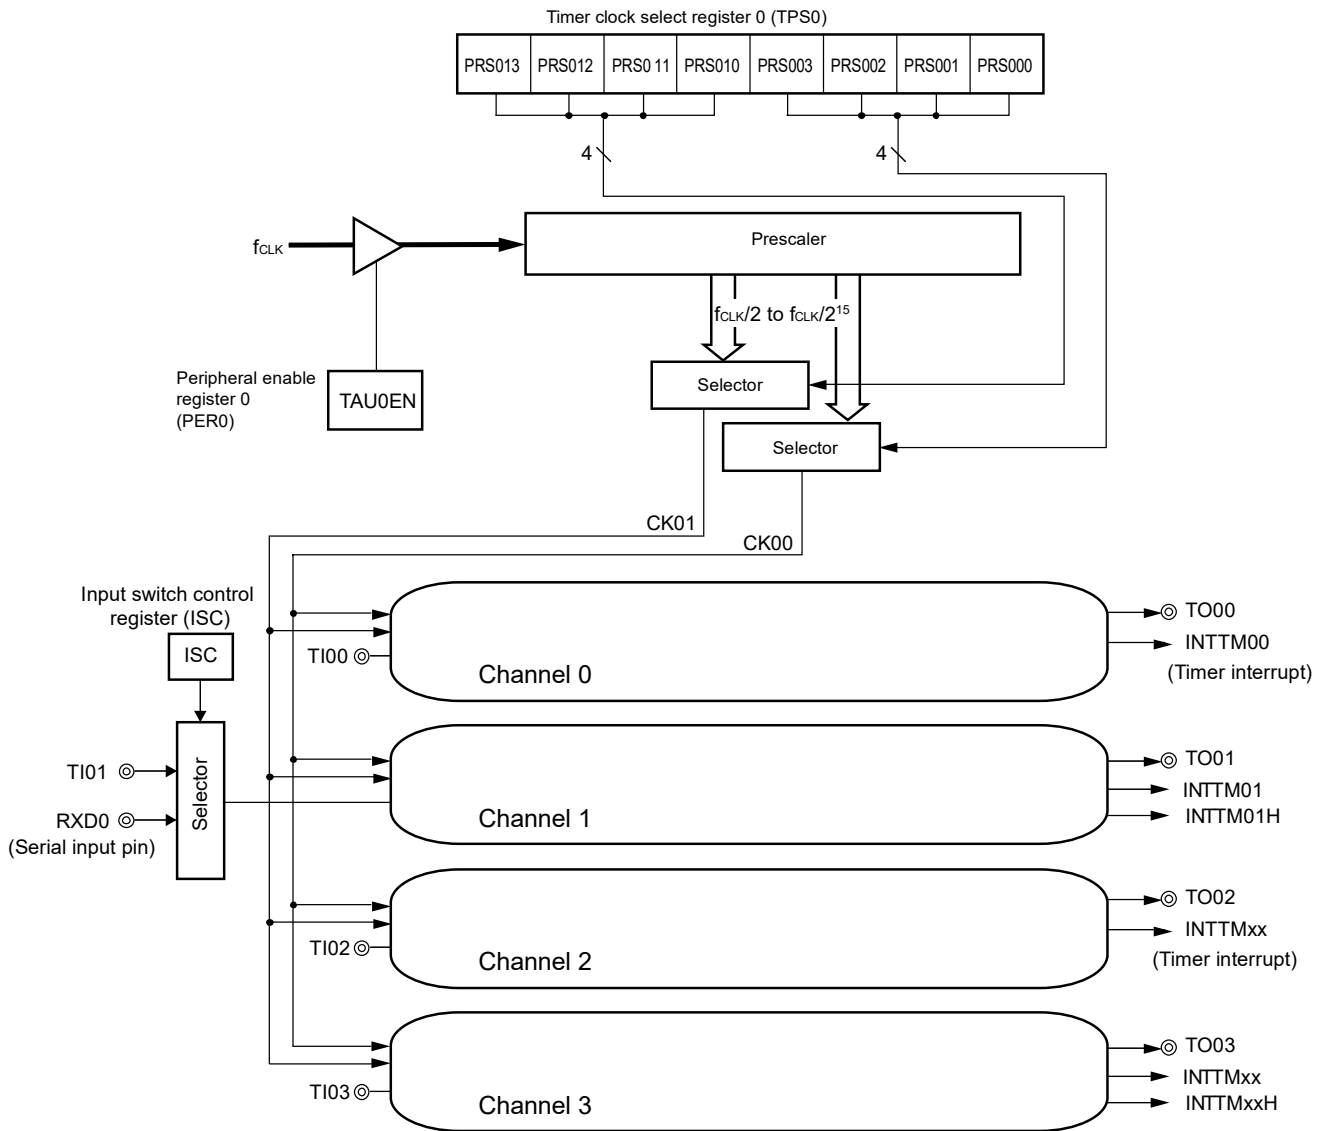 Timer clock select register 0 (TPS0)
PRS013 PRS012 PRS0 11 PRS010 PRS003 PRS002 PRS001 PRS000
4 4
fCLK
Prescaler
fCLK/2 to fCLK/2¹⁵
Peripheral enable
register 0
(PER0)
TAU0EN
Selector
Selector
CK01
CK00
Input switch control
register (ISC)
ISC
TI00
Channel 0
TO00
INTTM00
(Timer interrupt)
TI01
RXD0
(Serial input pin)
Selector
Channel 1
TO01
INTTM01
INTTM01H
TI02
Channel 2
TO02
INTTMxx
(Timer interrupt)
TI03
Channel 3
TO03
INTTMxx
INTTMxxH